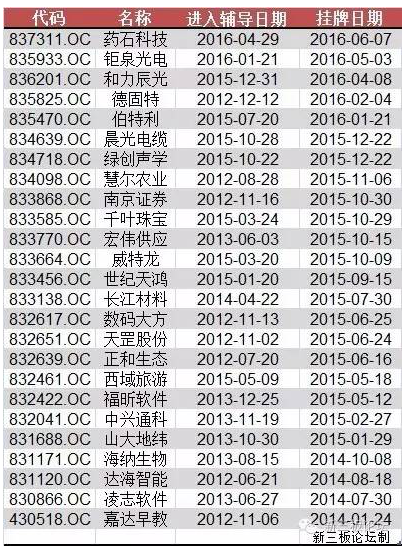 代码 名称 进入辅导日期 挂牌日期
837311.OC 药石科技 2016-04-29 2016-06-07
835933.OC 钜泉光电 2016-01-21 2016-05-03
836201.OC 和力辰光 2015-12-31 2016-04-08
835825.OC 德固特 2012-12-12 2016-02-04
835470.OC 伯特利 2015-07-20 2016-01-21
834639.OC 晨光电缆 2015-10-28 2015-12-22
834718.OC 绿创声学 2015-10-22 2015-12-22
834098.OC 慧尔农业 2012-08-28 2015-11-06
833868.OC 南京证券 2012-11-16 2015-10-30
833585.OC 千叶珠宝 2015-03-24 2015-10-29
833770.OC 宏伟供应 2013-06-03 2015-10-15
833664.OC 威特龙 2015-03-20 2015-10-09
833456.OC 世纪天鸿 2015-01-20 2015-09-15
833138.OC 长江材料 2014-04-22 2015-07-30
832617.OC 数码大方 2012-11-13 2015-06-25
832651.OC 天罡股份 2012-11-02 2015-06-24
832639.OC 正和生态 2012-07-20 2015-06-16
832461.OC 西域旅游 2015-05-09 2015-05-18
832422.OC 福昕软件 2013-12-25 2015-05-12
832041.OC 中兴通科 2013-11-19 2015-02-27
831688.OC 山大地纬 2013-10-30 2015-01-29
831171.OC 海纳生物 2013-08-15 2014-10-08
831120.OC 达海智能 2012-06-21 2014-08-18
830866.OC 凌志软件 2013-06-27 2014-07-30
430518.OC 嘉达早教 2012-11-06 2014-01-24
新三板论坛
新三板论坛制